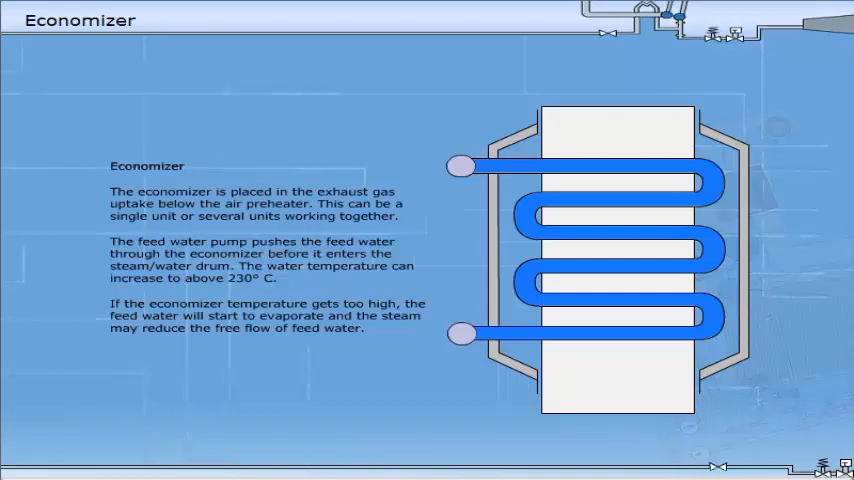 Economizer
Economizer
The economizer is placed in the exhaust gas
uptake below the air preheater. This can be a
single unit or several units working together.
The feed water pump pushes the feed water
through the economizer before it enters the
steam/water drum. The water temperature can
increase to above 230° C.
If the economizer temperature gets too high, the
feed water will start to evaporate and the steam
may reduce the free flow of feed water.